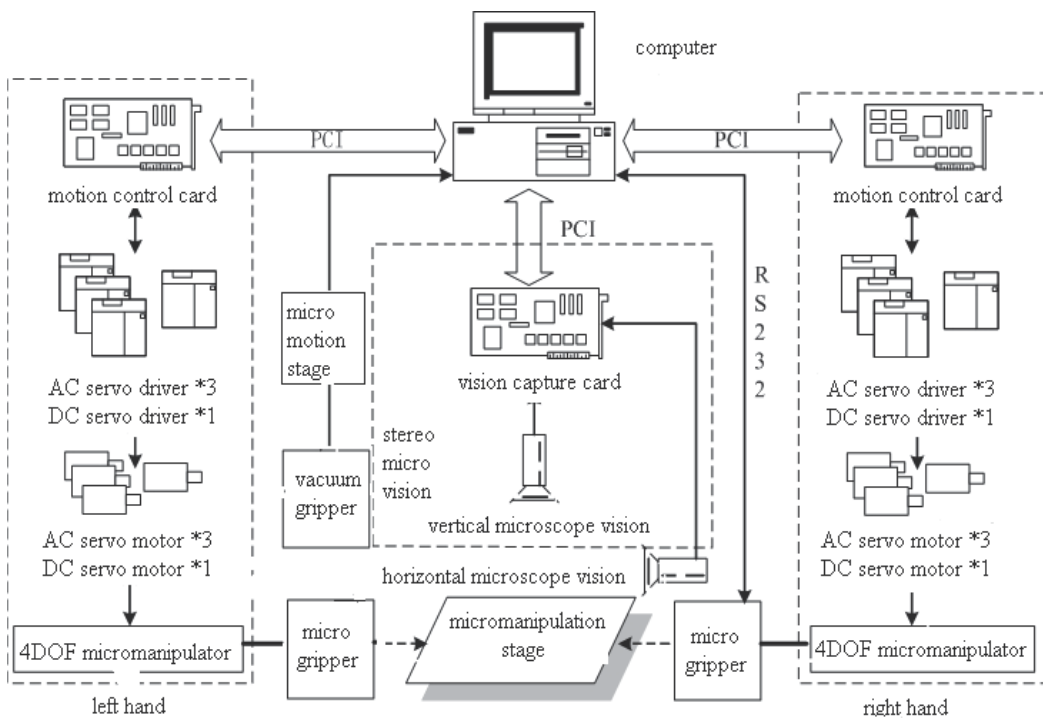 computer
PCI
PCI
motion control card
motion control card
PCI
RS232
micro
motion
stage
vision capture card
AC servo driver *3
DC servo driver *1
AC servo driver *3
DC servo driver *1
stereo
micro
vision
vacuum
gripper
vertical microscope vision
AC servo motor *3
DC servo motor *1
AC servo motor *3
DC servo motor *1
horizontal microscope vision
4DOF micromanipulator
micro
gripper
micromanipulation
stage
micro
gripper
4DOF micromanipulator
left hand
right hand